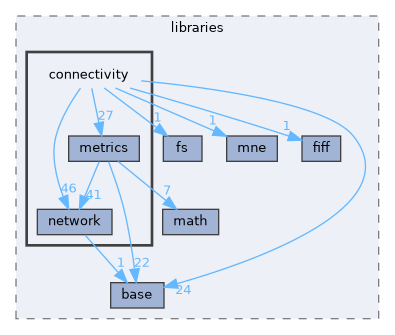 libraries
connectivity
27
1
1
1
metrics
fs
mne
fiff
46
41
7
network
math
1
22
base
24